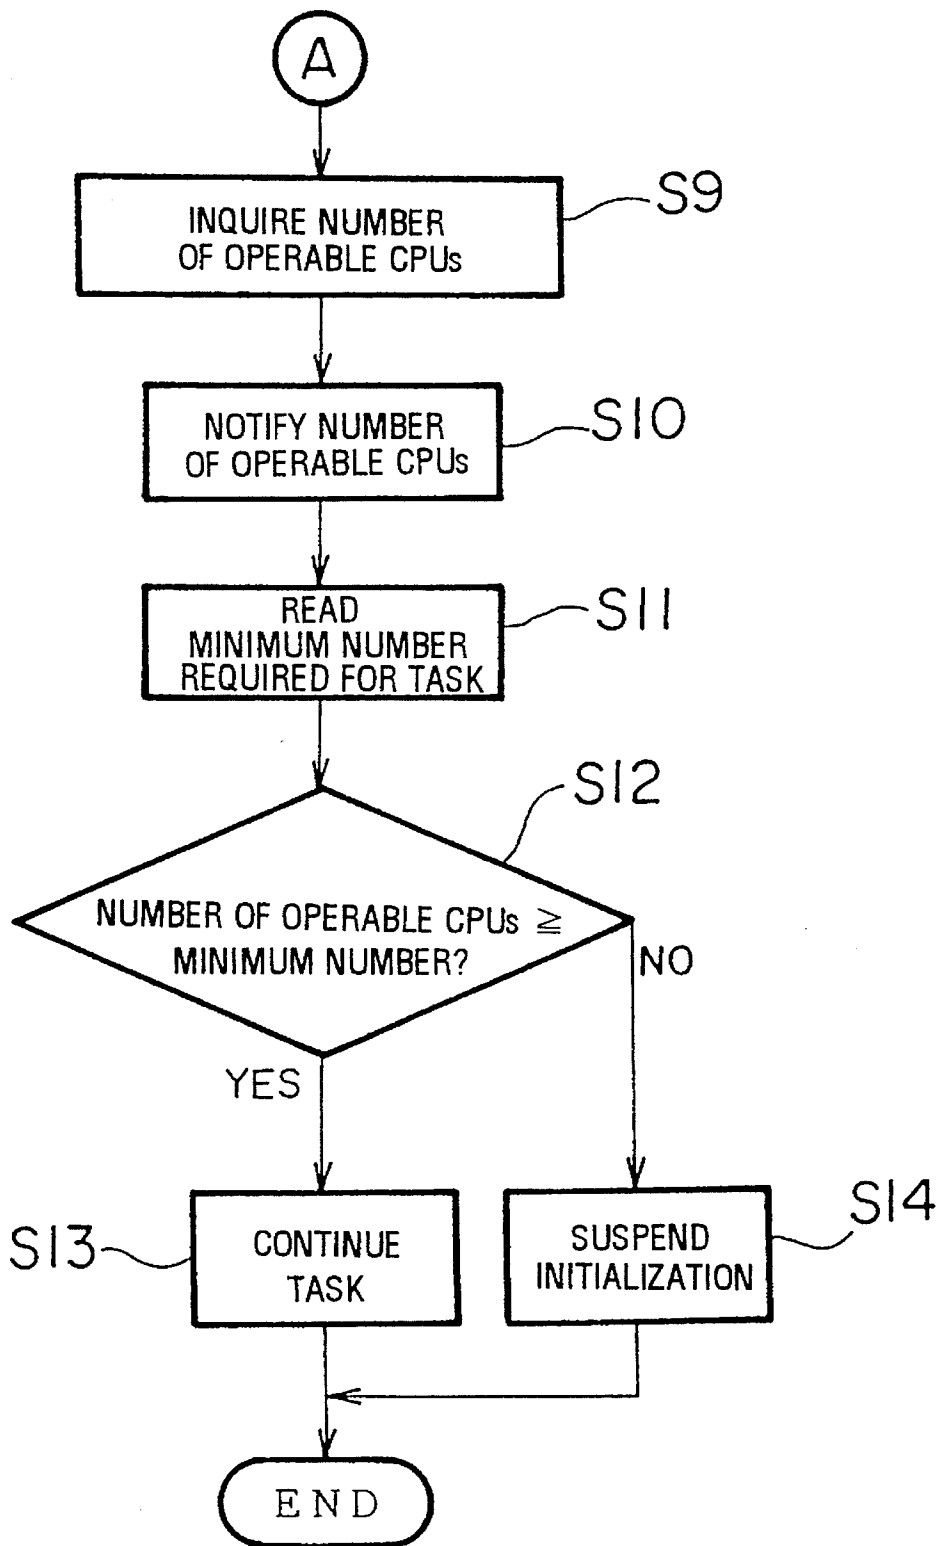 A
S9
INQUIRE NUMBER
OF OPERABLE CPUs
S10
NOTIFY NUMBER
OF OPERABLE CPUs
S11
READ
MINIMUM NUMBER
REQUIRED FOR TASK
S12
NUMBER OF OPERABLE CPUs ≧
MINIMUM NUMBER?
NO
YES
S13
CONTINUE
TASK
S14
SUSPEND
INITIALIZATION
END